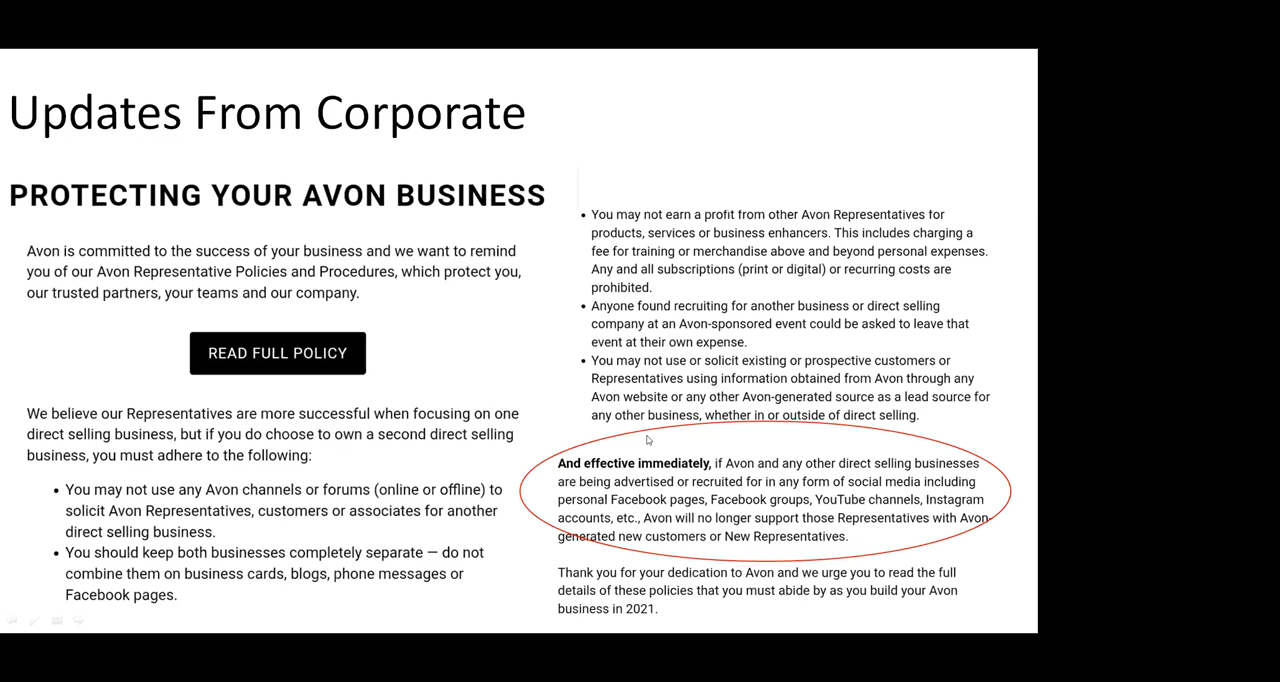 Updates From Corporate
PROTECTING YOUR AVON BUSINESS
Avon is committed to the success of your business and we want to remind
you of our Avon Representative Policies and Procedures, which protect you,
our trusted partners, your teams and our company.
READ FULL POLICY
We believe our Representatives are more successful when focusing on one
direct selling business, but if you do choose to own a second direct selling
business, you must adhere to the following:
• You may not use any Avon channels or forums (online or offline) to
solicit Avon Representatives, customers or associates for another
direct selling business.
• You should keep both businesses completely separate — do not
combine them on business cards, blogs, phone messages or
Facebook pages.
• You may not earn a profit from other Avon Representatives for
products, services or business enhancers. This includes charging a
fee for training or merchandise above and beyond personal expenses.
Any and all subscriptions (print or digital) or recurring costs are
prohibited.
• Anyone found recruiting for another business or direct selling
company at an Avon-sponsored event could be asked to leave that
event at their own expense.
• You may not use or solicit existing or prospective customers or
Representatives using information obtained from Avon through any
Avon website or any other Avon-generated source as a lead source for
any other business, whether in or outside of direct selling.
And effective immediately, if Avon and any other direct selling businesses
are being advertised or recruited for in any form of social media including
personal Facebook pages, Facebook groups, YouTube channels, Instagram
accounts, etc., Avon will no longer support those Representatives with Avon-
generated new customers or New Representatives.
Thank you for your dedication to Avon and we urge you to read the full
details of these policies that you must abide by as you build your Avon
business in 2021.